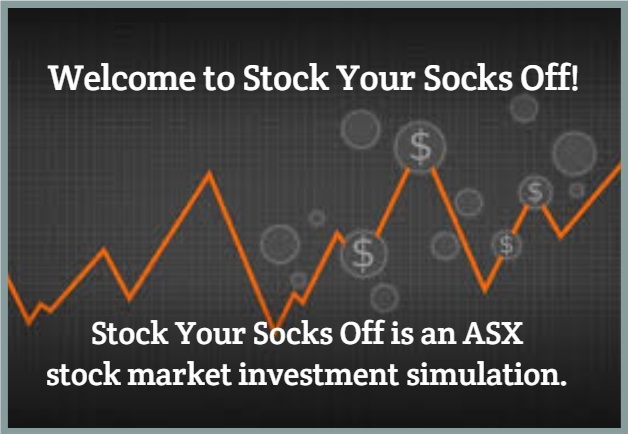 Welcome to Stock Your Socks Off!
$
$
$
$
Stock Your Socks Off is an ASX
stock market investment simulation.